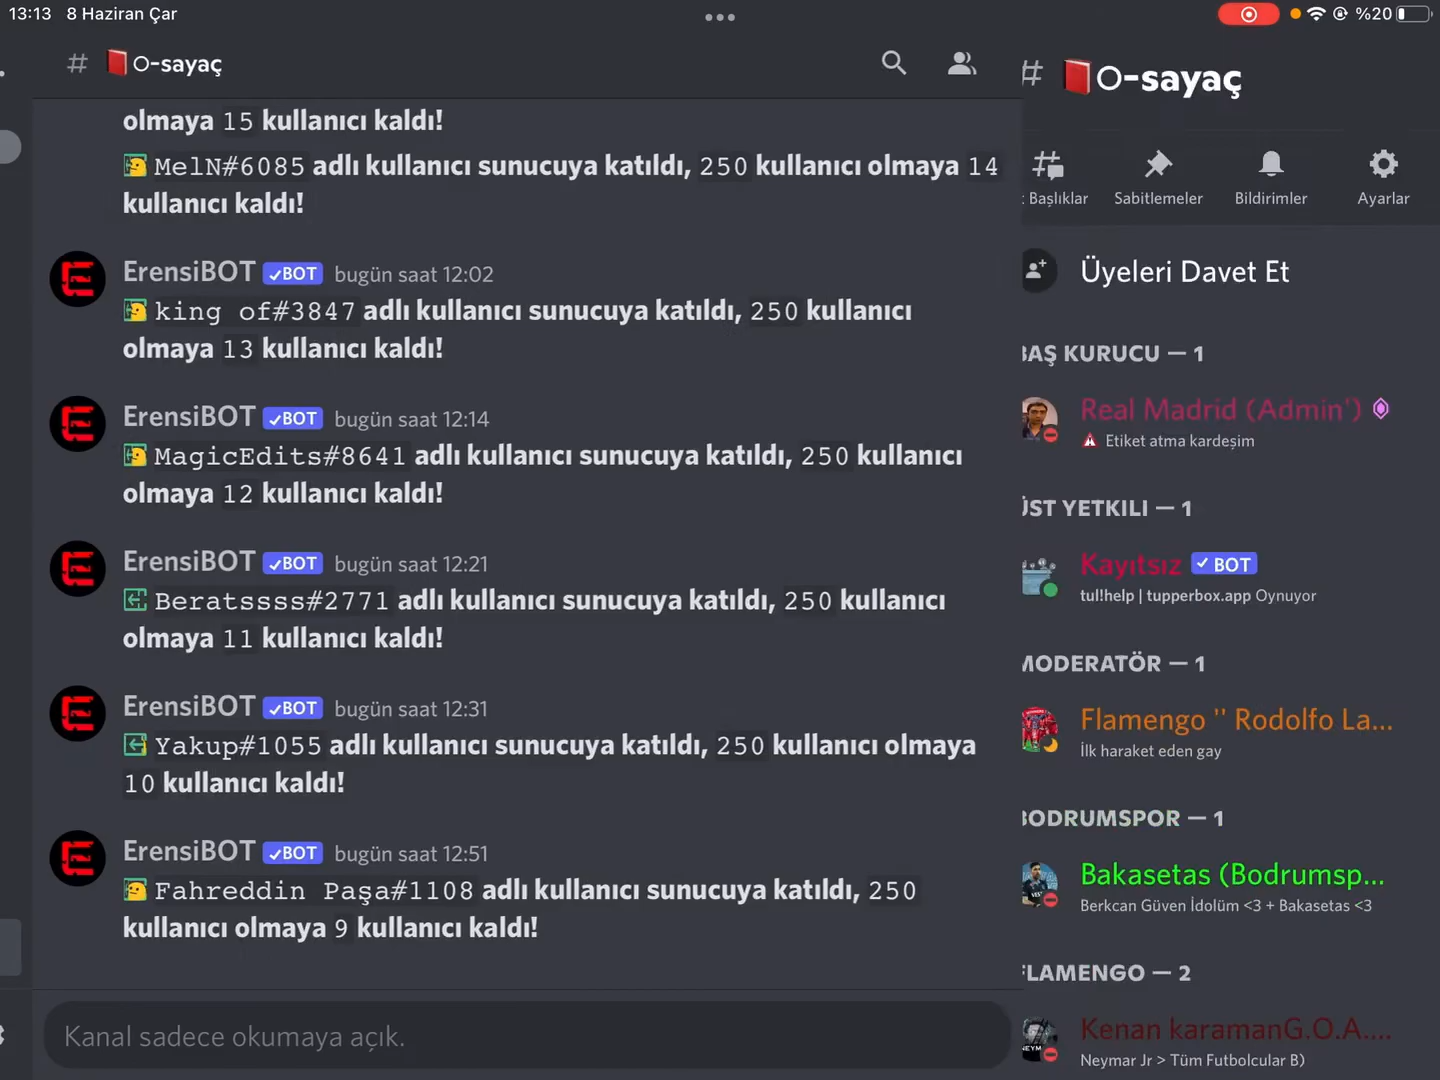 13:13 8 Haziran Çar
%20
# O-sayaç
olmaya 15 kullanıcı kaldı!
MelN#6085 adlı kullanıcı sunucuya katıldı, 250 kullanıcı olmaya 14
kullanıcı kaldı!
ErensiBOT ✓BOT bugün saat 12:02
king of#3847 adlı kullanıcı sunucuya katıldı, 250 kullanıcı
olmaya 13 kullanıcı kaldı!
ErensiBOT ✓BOT bugün saat 12:14
MagicEdits#8641 adlı kullanıcı sunucuya katıldı, 250 kullanıcı
olmaya 12 kullanıcı kaldı!
ErensiBOT ✓BOT bugün saat 12:21
Beratssss#2771 adlı kullanıcı sunucuya katıldı, 250 kullanıcı
olmaya 11 kullanıcı kaldı!
ErensiBOT ✓BOT bugün saat 12:31
Yakup#1055 adlı kullanıcı sunucuya katıldı, 250 kullanıcı olmaya
10 kullanıcı kaldı!
ErensiBOT ✓BOT bugün saat 12:51
Fahreddin Paşa#1108 adlı kullanıcı sunucuya katıldı, 250
kullanıcı olmaya 9 kullanıcı kaldı!
Kanal sadece okumaya açık.
# O-sayaç
Başlıklar Sabitlemeler Bildirimler Ayarlar
Üyeleri Davet Et
BAŞ KURUCU — 1
Real Madrid (Admin')
Etiket atma kardeşim
ÜST YETKILI — 1
Kayıtsız ✓ BOT
tul!help | tupperbox.app Oynuyor
MODERATÖR — 1
Flamengo '' Rodolfo La...
İlk haraket eden gay
BODRUMSPOR — 1
Bakasetas (Bodrumsp...
Berkcan Güven İdolüm <3 + Bakasetas <3
FLAMENGO — 2
Kenan karamanG.O.A....
Neymar Jr > Tüm Futbolcular B)